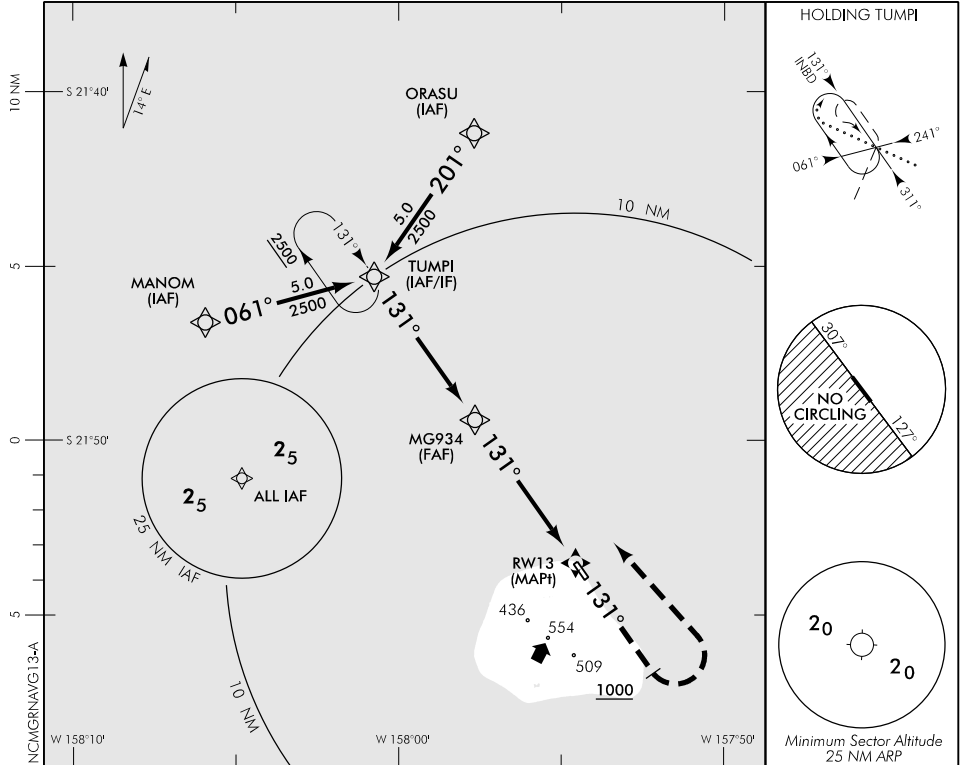 10 NM
5
0
5
NCMGRNAVG13-A
14° E
S 21°40'
S 21°50'
W 158°10'
W 158°00'
W 157°50'
ORASU
(IAF)
201°
5.0
2500
10 NM
131°
2500
TUMPI
(IAF/IF)
MANOM
(IAF)
061°
5.0
2500
131°
MG934
(FAF)
131°
25
25
ALL IAF
25 NM IAF
RW13
(MAPt)
131°
436
554
509
1000
10 NM
HOLDING TUMPI
131°
INBD
241°
061°
311°
307°
NO
CIRCLING
127°
20
20
Minimum Sector Altitude
25 NM ARP